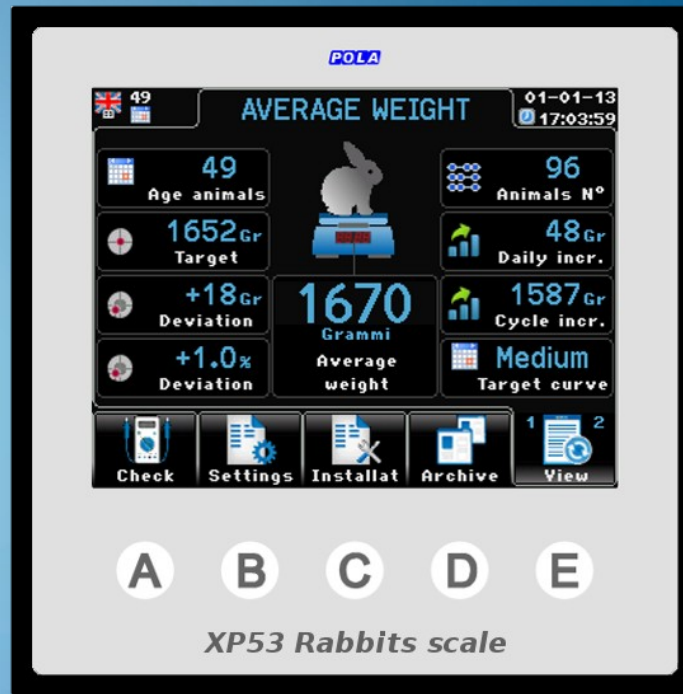 POLA
49
AVERAGE WEIGHT
01-01-13
17:03:59
49
Age animals
96
Animals N°
1652Gr
Target
48Gr
Daily incr.
+18Gr
Deviation
1670
Grammi
Average
weight
1587Gr
Cycle incr.
+1.0%
Deviation
Medium
Target curve
Check
Settings
Installat
Archive
1 2
View
A B C D E
XP53 Rabbits scale